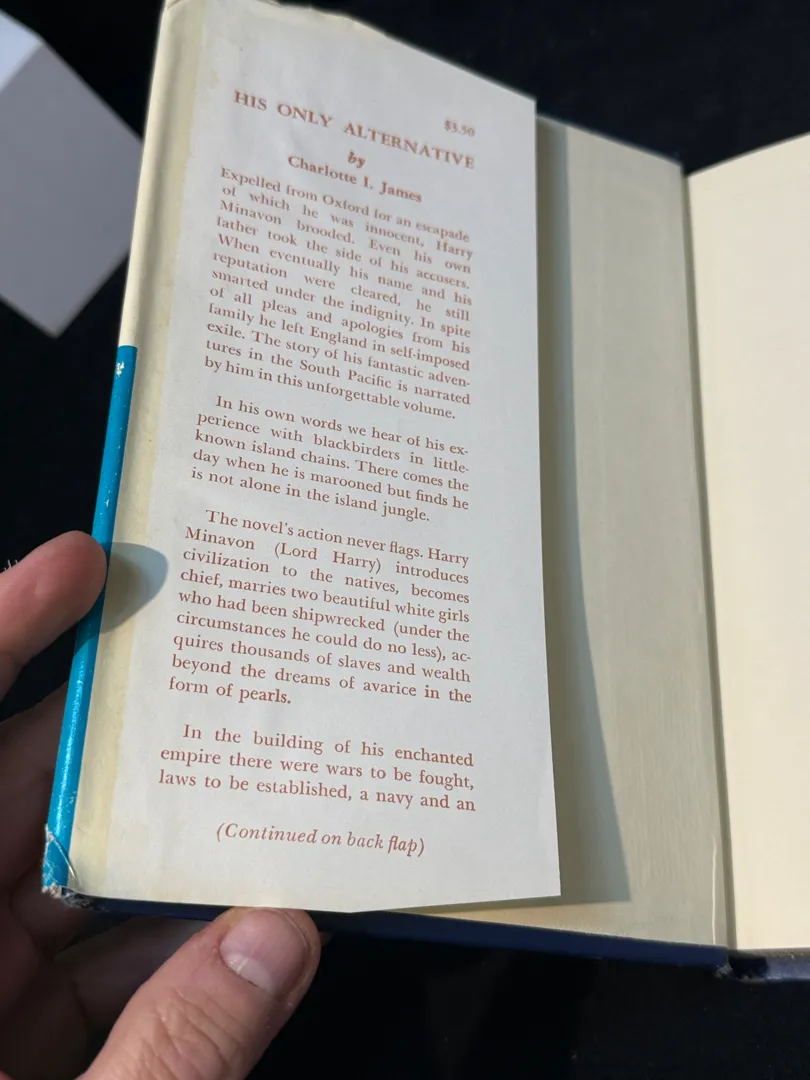 $3.50
HIS ONLY ALTERNATIVE
by
Charlotte I. James
Expelled from Oxford for an escapade
of which he was innocent, Harry
Minavon brooded. Even his own
father took the side of his accusers.
When eventually his name and his
reputation were cleared, he still
smarted under the indignity. In spite
of all pleas and apologies from his
family he left England in self-imposed
exile. The story of his fantastic adven-
tures in the South Pacific is narrated
by him in this unforgettable volume.
In his own words we hear of his ex-
perience with blackbirders in little-
known island chains. There comes the
day when he is marooned but finds he
is not alone in the island jungle.
The novel's action never flags. Harry
Minavon (Lord Harry) introduces
civilization to the natives, becomes
chief, marries two beautiful white girls
who had been shipwrecked (under the
circumstances he could do no less), ac-
quires thousands of slaves and wealth
beyond the dreams of avarice in the
form of pearls.
In the building of his enchanted
empire there were wars to be fought,
laws to be established, a navy and an
(Continued on back flap)